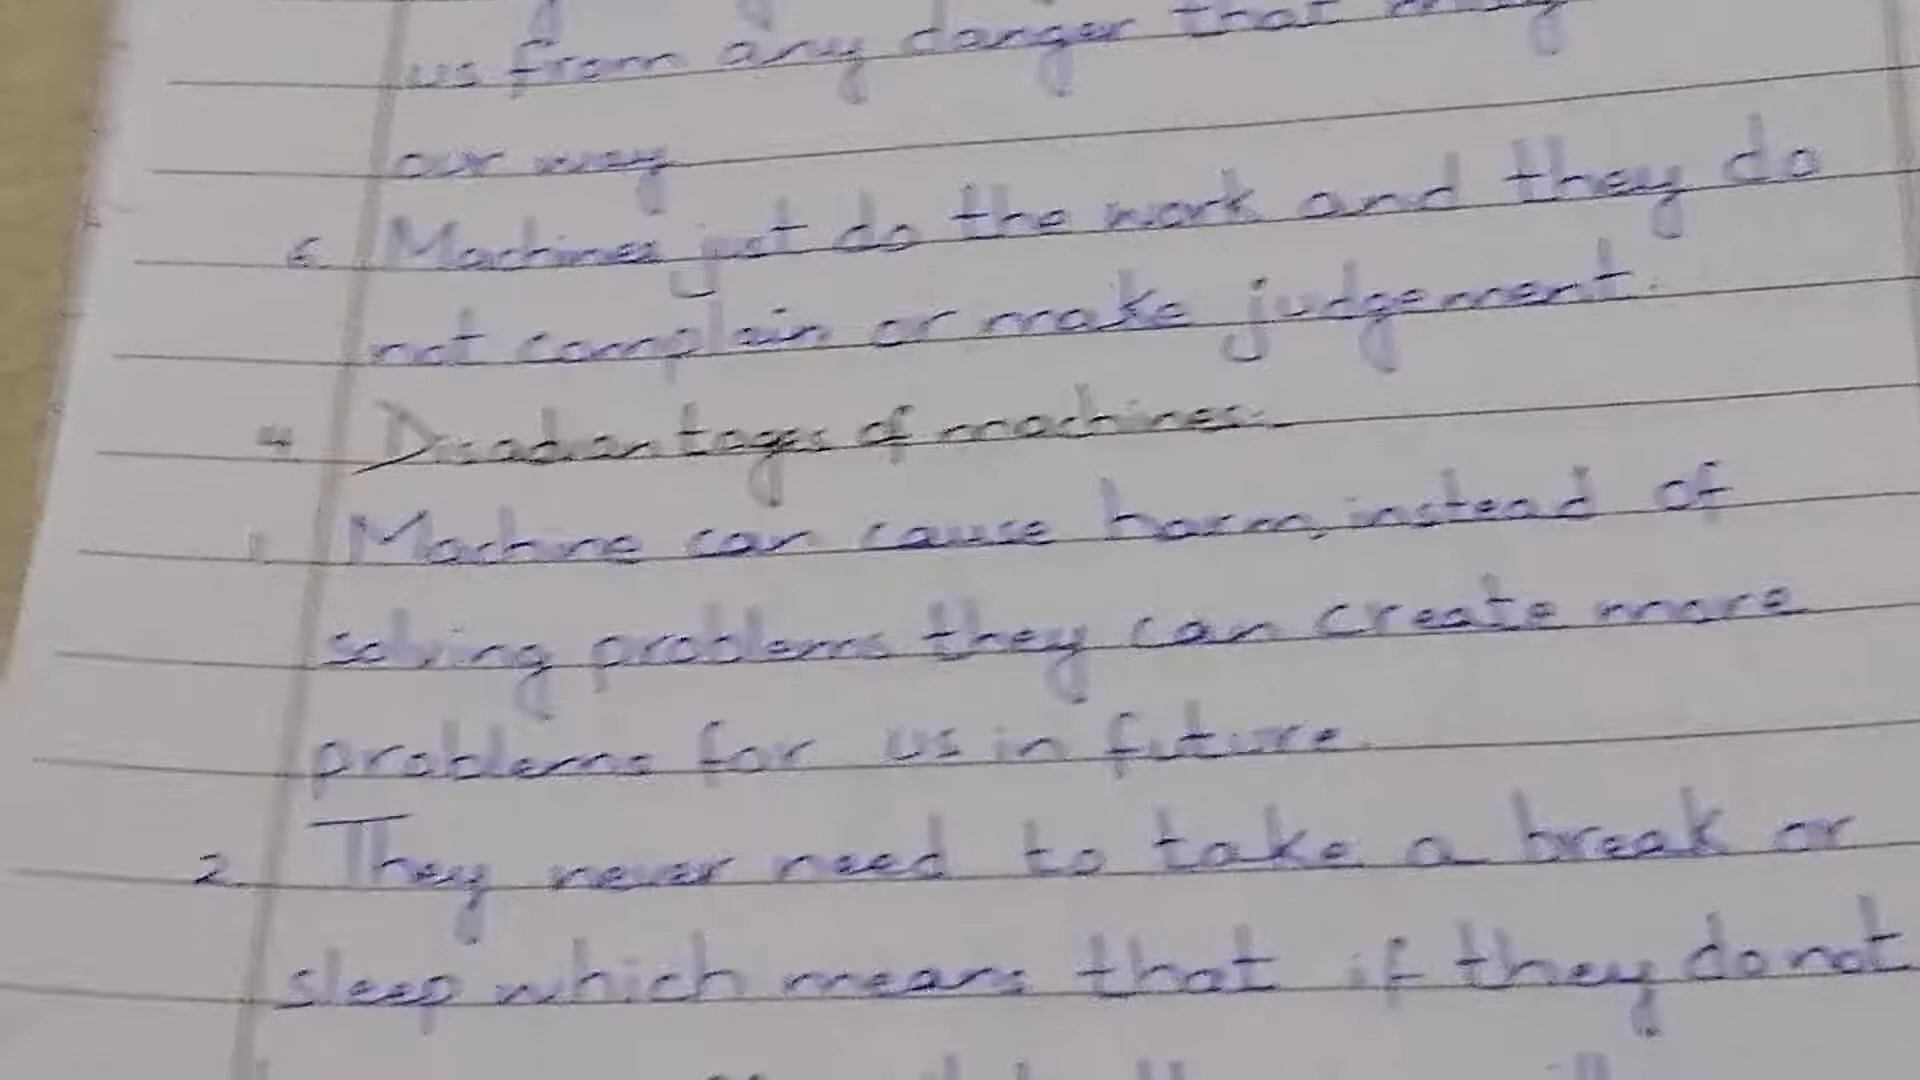 us from any danger that may
our way
6. Machines just do the work and they do
not complain or make judgement.
4. Disadvantages of machines:
1. Machine can cause harm, instead of
solving problems they can create more
problems for us in future.
2. They never need to take a break or
sleep which means that if they do not